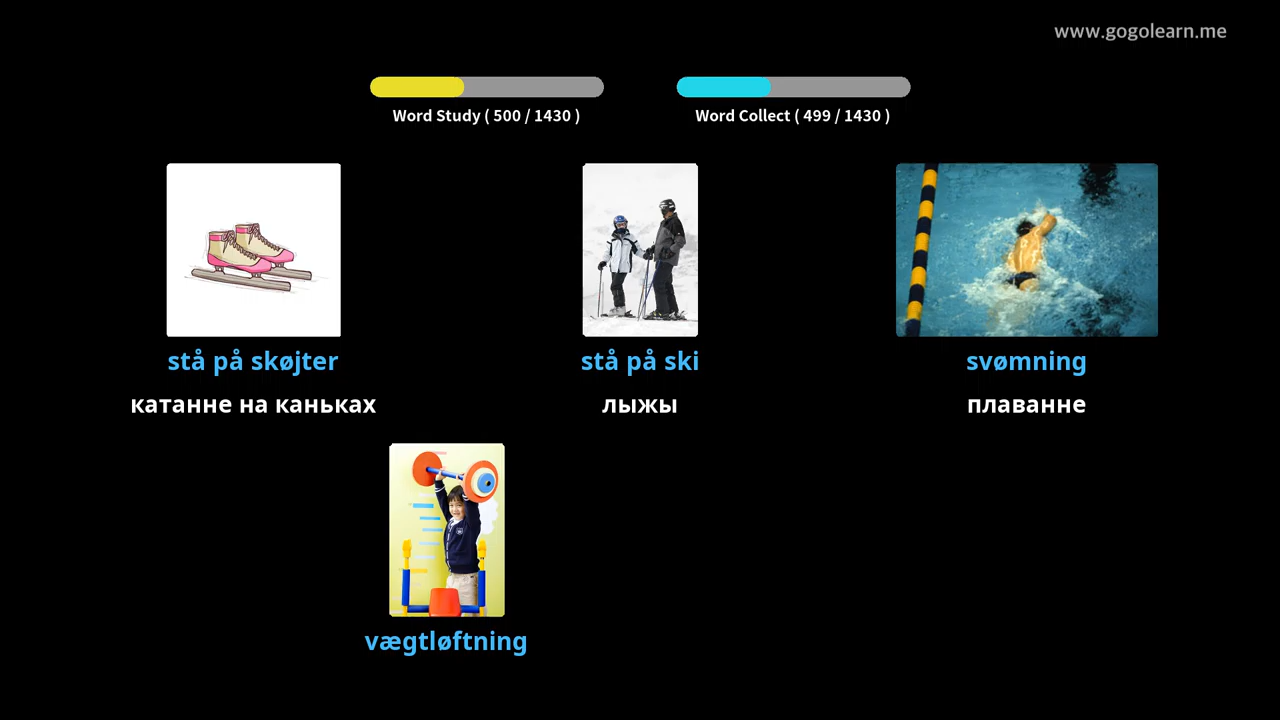 www.gogolearn.me
Word Study ( 500 / 1430 )
Word Collect ( 499 / 1430 )
stå på skøjter
stå på ski
svømning
катанне на каньках
лыжы
плаванне
vægtløftning